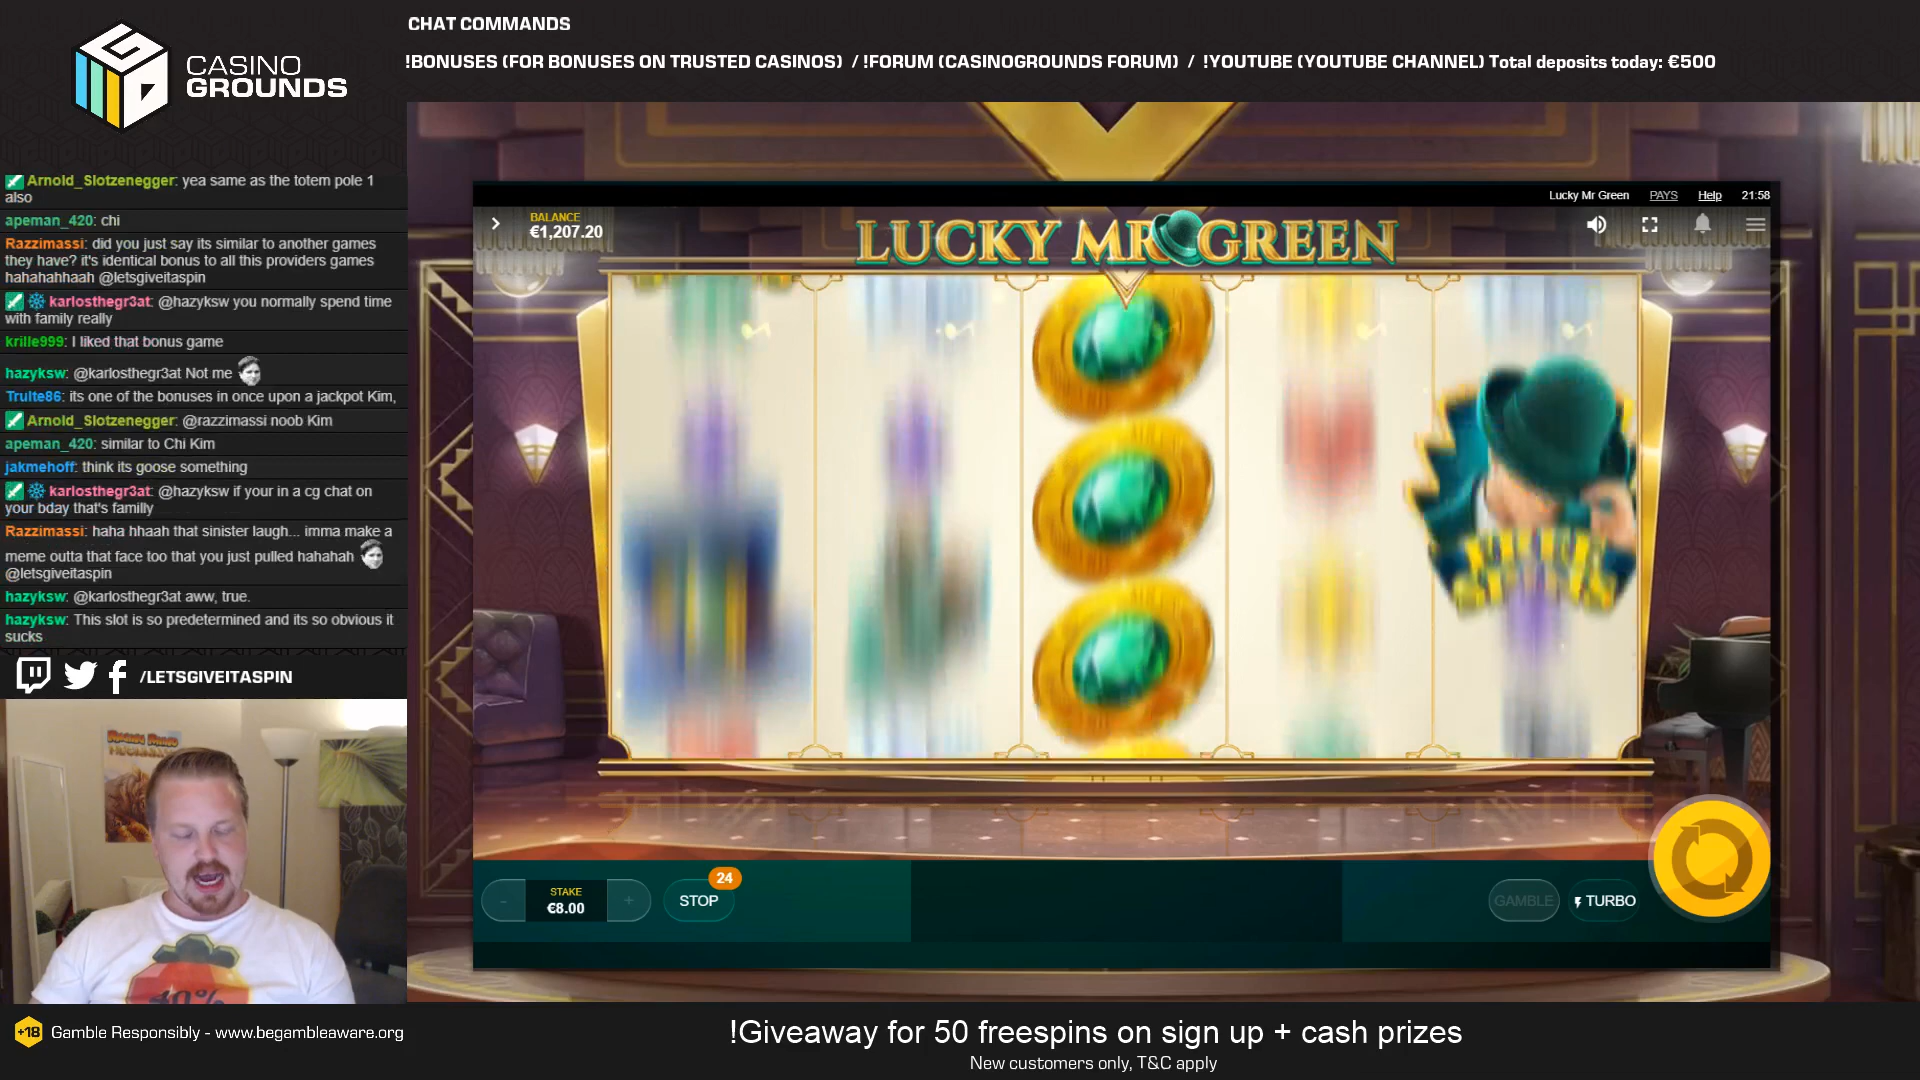 CHAT COMMANDS
!BONUSES (FOR BONUSES ON TRUSTED CASINOS) / !FORUM (CASINOGROUNDS FORUM) / !YOUTUBE (YOUTUBE CHANNEL) Total deposits today: €500
CASINO
GROUNDS
Arnold_Slotzenegger: yea same as the totem pole 1
also
apeman_420: chi
Razzimassi: did you just say its similar to another games
they have? it's identical bonus to all this providers games
hahahahhaaah @letsgiveitaspin
karlosthegr3at: @hazyksw you normally spend time
with family really
krille999: I liked that bonus game
hazyksw: @karlosthegr3at Not me
Trulte86: its one of the bonuses in once upon a jackpot Kim,
Arnold_Slotzenegger: @razzimassi noob Kim
apeman_420: similar to Chi Kim
jakmehoff: think its goose something
karlosthegr3at: @hazyksw if your in a cg chat on
your bday that's familly
Razzimassi: haha hhaah that sinister laugh... imma make a
meme outta that face too that you just pulled hahahah
@letsgiveitaspin
hazyksw: @karlosthegr3at aww, true.
hazyksw: This slot is so predetermined and its so obvious it
sucks
/LETSGIVEITASPIN
Lucky Mr Green PAYS Help 21:58
BALANCE
€1,207.20
LUCKY MR GREEN
STAKE
- €8.00 +
STOP
24
GAMBLE
TURBO
+18 Gamble Responsibly - www.begambleaware.org
!Giveaway for 50 freespins on sign up + cash prizes
New customers only, T&C apply